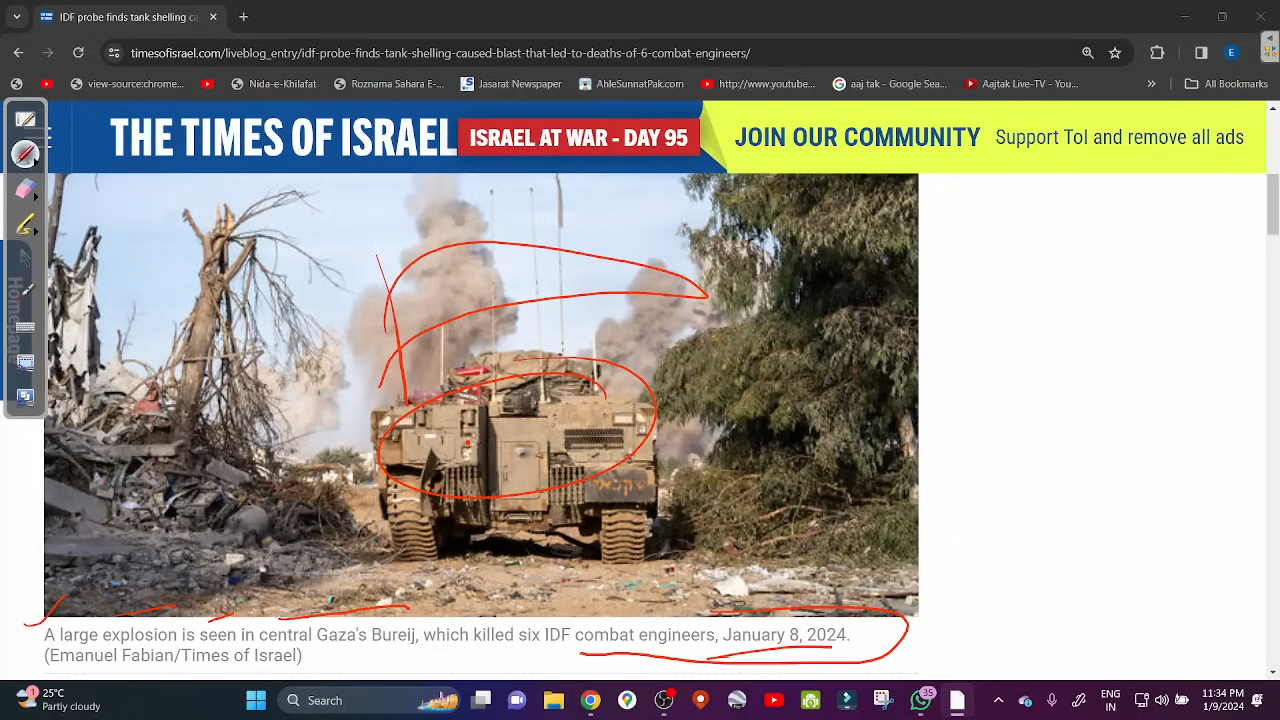 IDF probe finds tank shelling ca
timesofisrael.com/liveblog_entry/idf-probe-finds-tank-shelling-caused-blast-that-led-to-deaths-of-6-combat-engineers/
E
view-source:chrome...
Nida-e-Khilafat
Roznama Sahara E-...
Jasarat Newspaper
AhleSunnatPak.com
http://www.youtube...
aaj tak - Google Se...
Aajtak Live-TV – You...
»
All Bookmarks
THE TIMES OF ISRAEL
ISRAEL AT WAR - DAY 95
JOIN OUR COMMUNITY
Support ToI and remove all ads
Homepage
A large explosion is seen in central Gaza's Bureij, which killed six IDF combat engineers, January 8, 2024.
(Emanuel Fabian/Times of Israel)
1
25°C
Partly cloudy
Search
35
ENG
IN
11:34 PM
1/9/2024